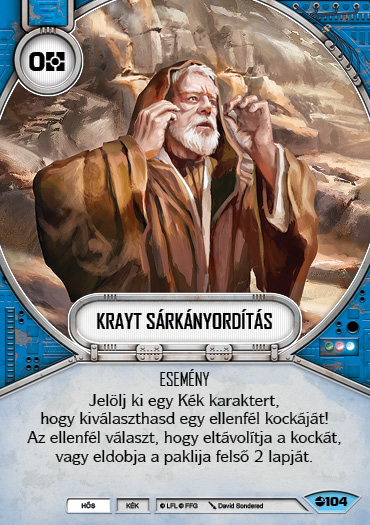 0
KRAYT SÁRKÁNYORDÍTÁS
ESEMÉNY
Jelölj ki egy Kék karaktert,
hogy kiválaszthasd egy ellenfél kockáját!
Az ellenfél választ, hogy eltávolítja a kockát,
vagy eldobja a paklija felső 2 lapját.
HŐS KÉK © LFL © FFG David Sondered 104